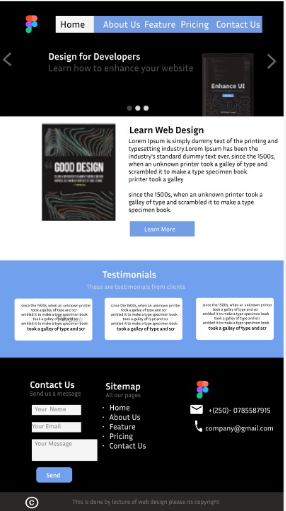 Home About Us Feature Pricing Contact Us
Design for Developers
Learn how to enhance your website
Enhance UI
GOOD DESIGN
Learn Web Design
Lorem Ipsum is simply dummy text of the printing and
typesetting industry.Lorem Ipsum has been the
industry's standard dummy text ever, since the 1500s,
when an unknown printer took a galley of type and
scrambled it to make a type specimen book.
printer took a galley
since the 1500s, when an unknown printer took a
galley of type and scrambled it to make a type
specimen book.
Learn More
Testimonials
These are testimonials from clients
since the 1500s, when an unknown printer
took a galley of type and scr
ambled it to make a type specimen book.
took a galley of type and scr
ambled it to make a type specimen book.
took a galley of type and scr
since the 1500s, when an unknown printer
took a galley of type and scr
ambled it to make a type specimen book.
took a galley of type and scr
ambled it to make a type specimen book.
took a galley of type and scr
since the 1500s, when an unknown printer
took a galley of type and scr
ambled it to make a type specimen book.
took a galley of type and scr
ambled it to make a type specimen book.
took a galley of type and scr
Contact Us
Send us a message
Your Name
Your Email
Your Message
Send
Sitemap
All our pages
Home
About Us
Feature
Pricing
Contact Us
+(250)- 0785587915
company@gmail.com
© This is done by lecture of web design please its copyright